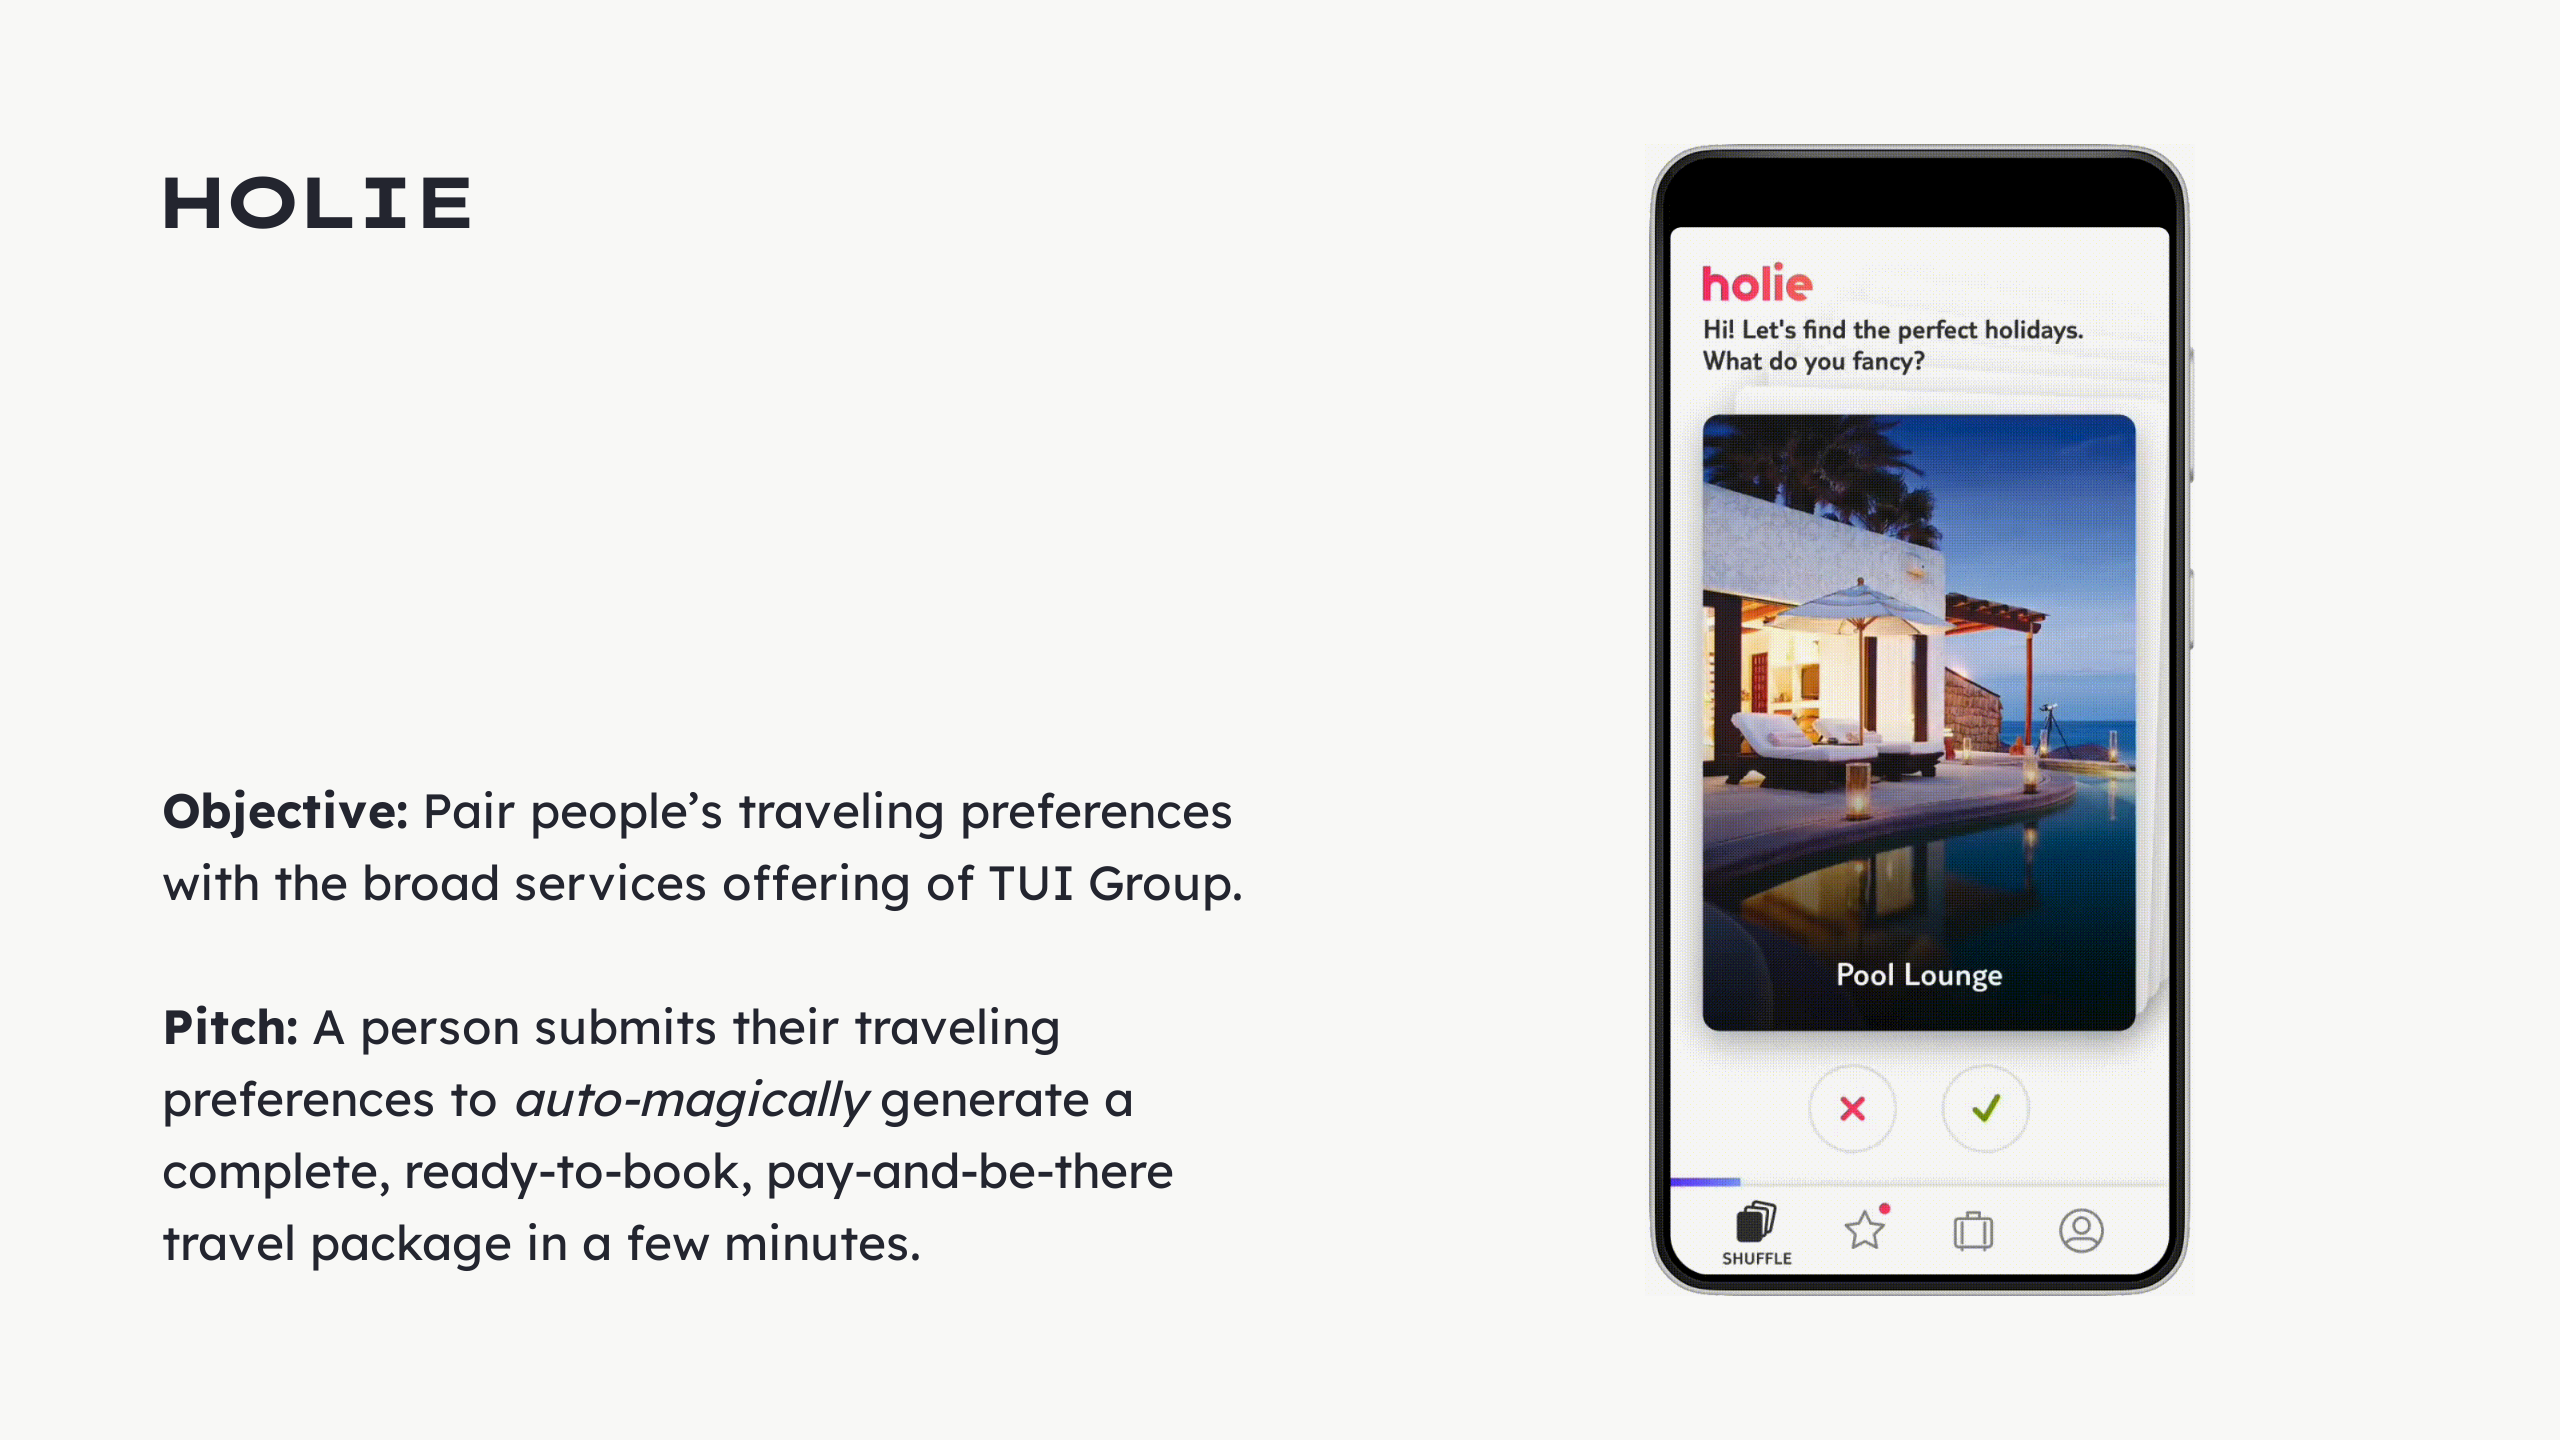 HOLIE
Objective: Pair people’s traveling preferences
with the broad services offering of TUI Group.
Pitch: A person submits their traveling
preferences to auto-magically generate a
complete, ready-to-book, pay-and-be-there
travel package in a few minutes.
holie
Hi! Let's find the perfect holidays.
What do you fancy?
Pool Lounge
SHUFFLE